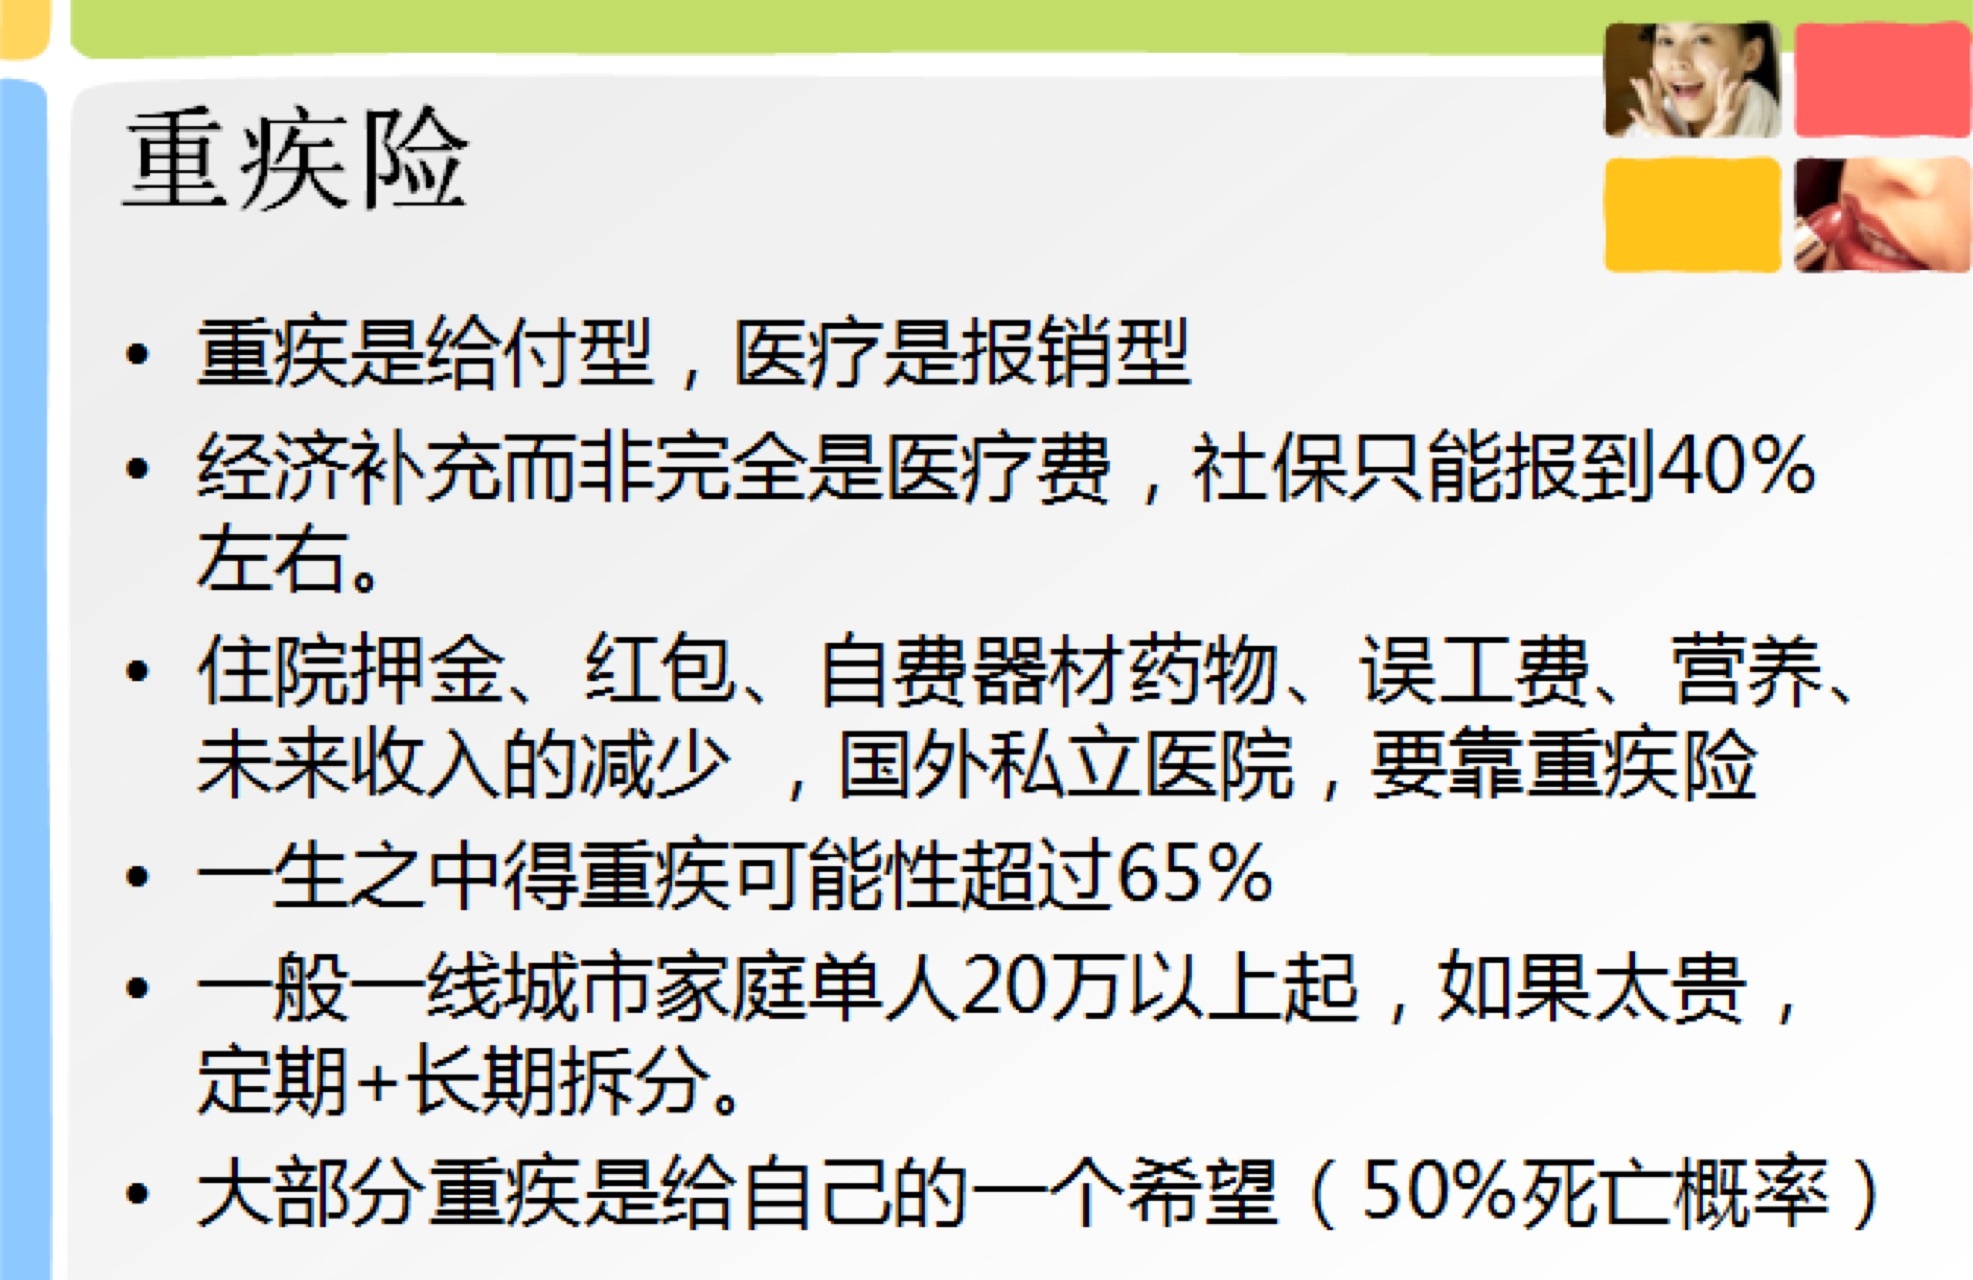 重疾险
• 重疾是给付型，医疗是报销型
• 经济补充而非完全是医疗费，社保只能报到40%
左右。
• 住院押金、红包、自费器材药物、误工费、营养、
未来收入的减少 ，国外私立医院，要靠重疾险
• 一生之中得重疾可能性超过65%
• 一般一线城市家庭单人20万以上起，如果太贵，
定期+长期拆分。
• 大部分重疾是给自己的一个希望（50%死亡概率）